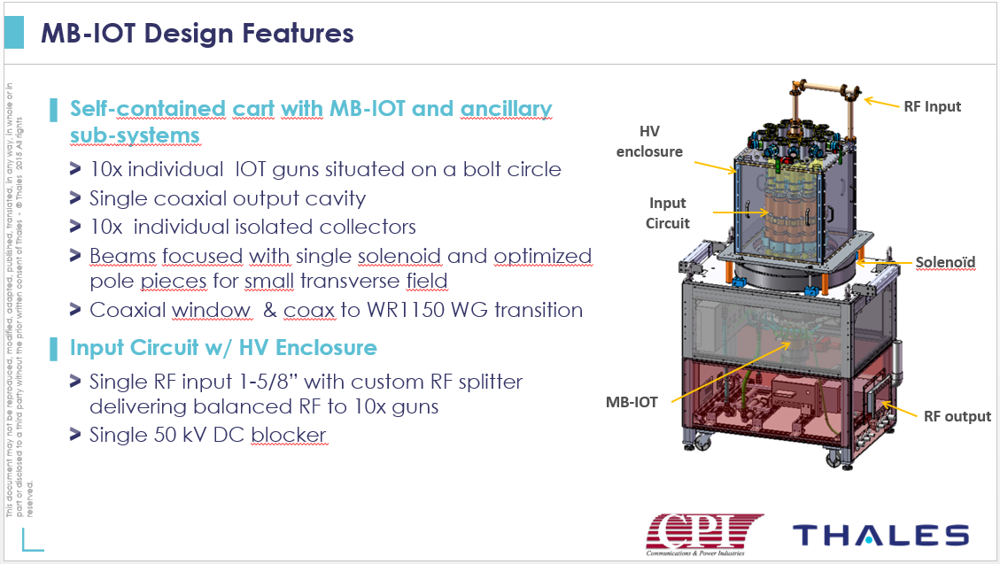 MB-IOT Design Features
Self-contained cart with MB-IOT and ancillary
sub-systems
> 10x individual  IOT guns situated on a bolt circle
> Single coaxial output cavity
> 10x  individual isolated collectors
> Beams focused with single solenoid and optimized
pole pieces for small transverse field
> Coaxial window  & coax to WR1150 WG transition
Input Circuit w/ HV Enclosure
> Single RF input 1-5/8” with custom RF splitter
delivering balanced RF to 10x guns
> Single 50 kV DC blocker
RF Input
HV
enclosure
Input
Circuit
Solenoïd
MB-IOT
RF output
This document may not be reproduced, modified, adapted, published, translated, in any way, in whole or in
part or disclosed to a third party without the prior written consent of Thales - © Thales 2015 All rights
reserved.
CPI
Communications & Power Industries
THALES